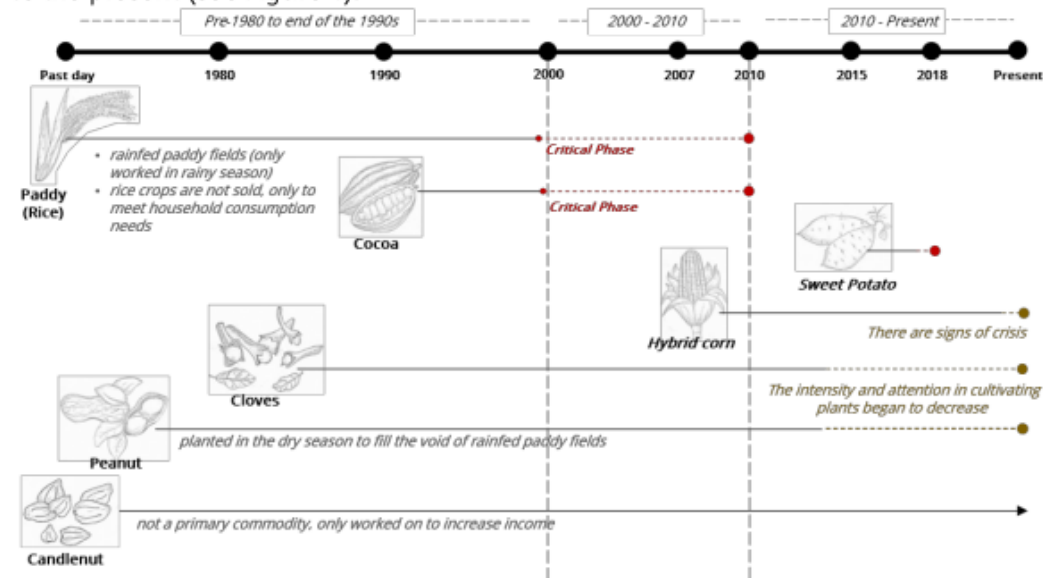 Pre-1980 to end of the 1990s
2000 - 2010
2010 - Present
Past day
1980
1990
2000
2007
2010
2015
2018
Present
Critical Phase
• rainfed paddy fields (only
worked in rainy season)
• rice crops are not sold, only to
meet household consumption
needs
Paddy
(Rice)
Critical Phase
Cocoa
Sweet Potato
There are signs of crisis
Hybrid corn
Cloves
The intensity and attention in cultivating
plants began to decrease
planted in the dry season to fill the void of rainfed paddy fields
Peanut
not a primary commodity, only worked on to increase income
Candlenut